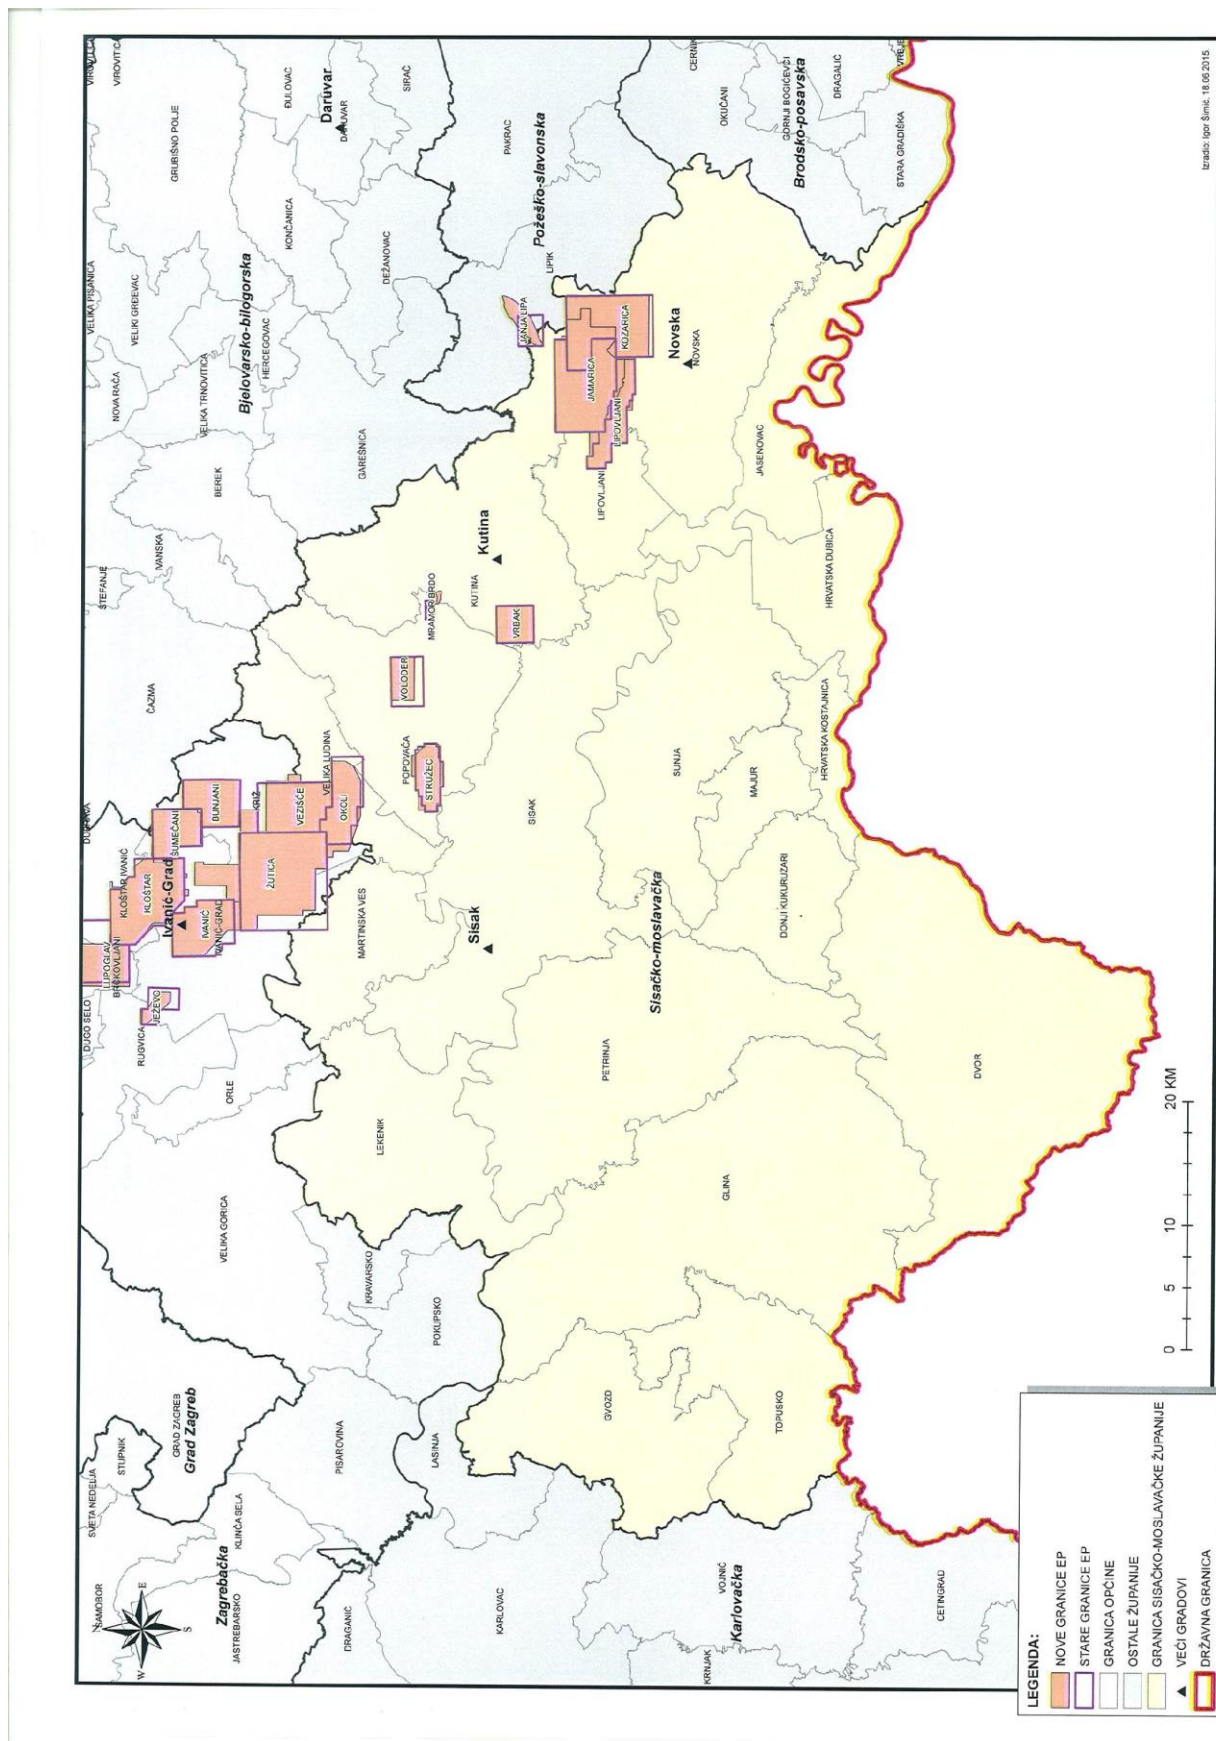 SAMOBOR
SVETA NEDELJA
STUPNIK
GRAD ZAGREB
Grad Zagreb
Zagrebačka
KLINČA SELA
JASTREBARSKO
DRAGANIĆ
PISAROVINA
LASINJA
KARLOVAC
VOJNIĆ
Karlovačka
KRNJAK
CETINGRAD
VELIKA GORICA
KRAVARSKO
POKUPSKO
GVOZD
TOPUSKO
GLINA
DVOR
LEKENIK
PETRINJA
ORLE
RUGVICA
DUGO SELO
JEŽEVO
LUPOGLAV
BRCKOVLJANI
KLOŠTAR IVANIĆ
KLOŠTAR
Ivanić-Grad
IVANIĆ
IVANIĆ-GRAD
ŠUMEĆANI
BUNJANI
KRIŽ
ŽUTICA
VEZIŠĆE
OKOLI
VELIKA LUDINA
MARTINSKA VES
Sisak
SISAK
Sisačko-moslavačka
DONJI KUKURUZARI
MAJUR
SUNJA
HRVATSKA KOSTAJNICA
HRVATSKA DUBICA
POPOVAČA
STRUŽEC
VOLODER
MRAMOR BRDO
KUTINA
Kutina
VRBAK
ČAZMA
ŠTEFANJE
IVANSKA
BEREK
NOVA RAČA
VELIKA TRNOVITICA
Bjelovarsko-bilogorska
HERCEGOVAC
GAREŠNICA
VELIKA PISANICA
VELIKI GRĐEVAC
GRUBIŠNO POLJE
KONČANICA
DEŽANOVAC
ĐULOVAC
Daruvar
DARUVAR
SIRAČ
VIROVITICA
PAKRAC
Požeško-slavonska
LIPIK
JANJA LIPA
JAMARICA
KOZARICA
LIPOVLJANI
LIPOVLJANI
Novska
NOVSKA
JASENOVAC
CERNIK
OKUČANI
GORNJI BOGIĆEVCI
Brodsko-posavska
DRAGALIĆ
STARA GRADIŠKA
VRBJE
N
E
S
W
0 5 10 20 KM
LEGENDA:
NOVE GRANICE EP
STARE GRANICE EP
GRANICA OPĆINE
OSTALE ŽUPANIJE
GRANICA SISAČKO-MOSLAVAČKE ŽUPANIJE
VEĆI GRADOVI
DRŽAVNA GRANICA
Izradio: Igor Šimić, 18.06.2015.